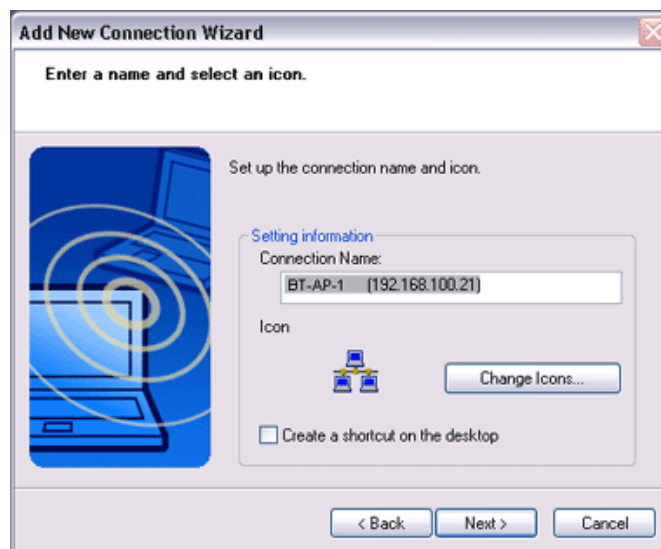 Add New Connection Wizard
Enter a name and select an icon.
Set up the connection name and icon.
Setting information
Connection Name:
BT-AP-1 (192.168.100.21)
Icon
Change Icons...
Create a shortcut on the desktop
< Back Next > Cancel